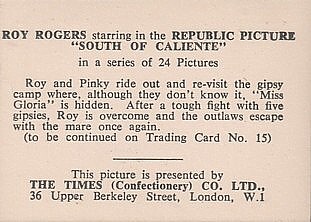 ROY ROGERS starring in the REPUBLIC PICTURE
"SOUTH OF CALIENTE"
in a series of 24 Pictures
Roy and Pinky ride out and re-visit the gipsy
camp where, although they don't know it, "Miss
Gloria" is hidden. After a tough fight with five
gipsies, Roy is overcome and the outlaws escape
with the mare once again.
(to be continued on Trading Card No. 15)
This picture is presented by
THE TIMES (Confectionery) CO. LTD.,
36 Upper Berkeley Street, London, W.1